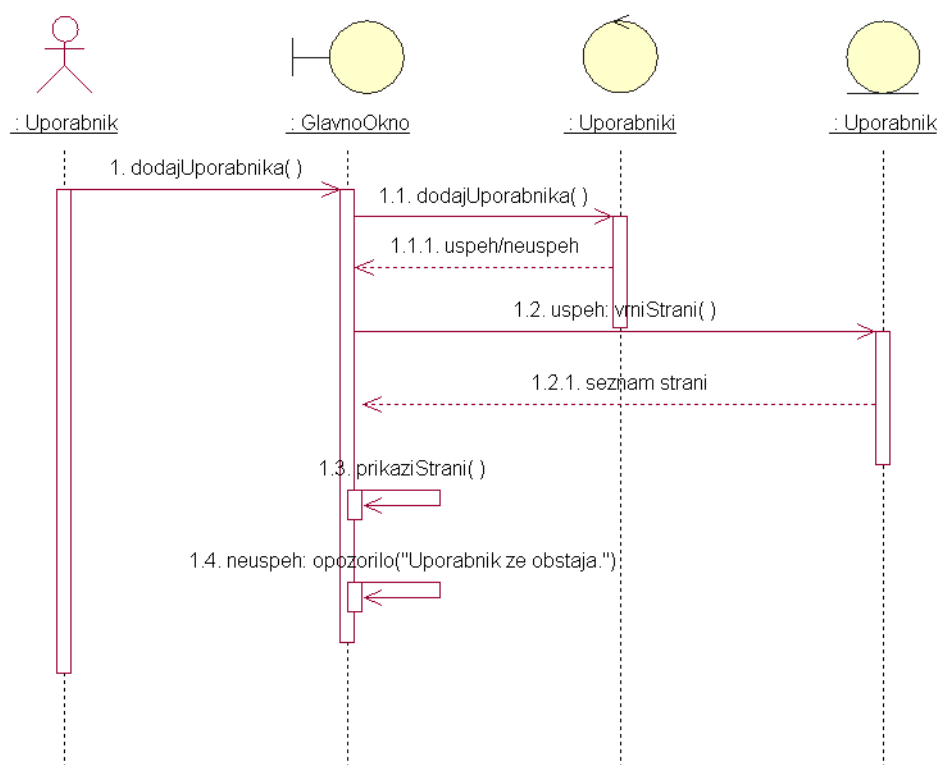 : Uporabnik
: GlavnoOkno
: Uporabniki
: Uporabnik
1. dodajUporabnika( )
1.1. dodajUporabnika( )
1.1.1. uspeh/neuspeh
1.2. uspeh: vrniStrani( )
1.2.1. seznam strani
1.3. prikaziStrani( )
1.4. neuspeh: opozorilo("Uporabnik ze obstaja.")